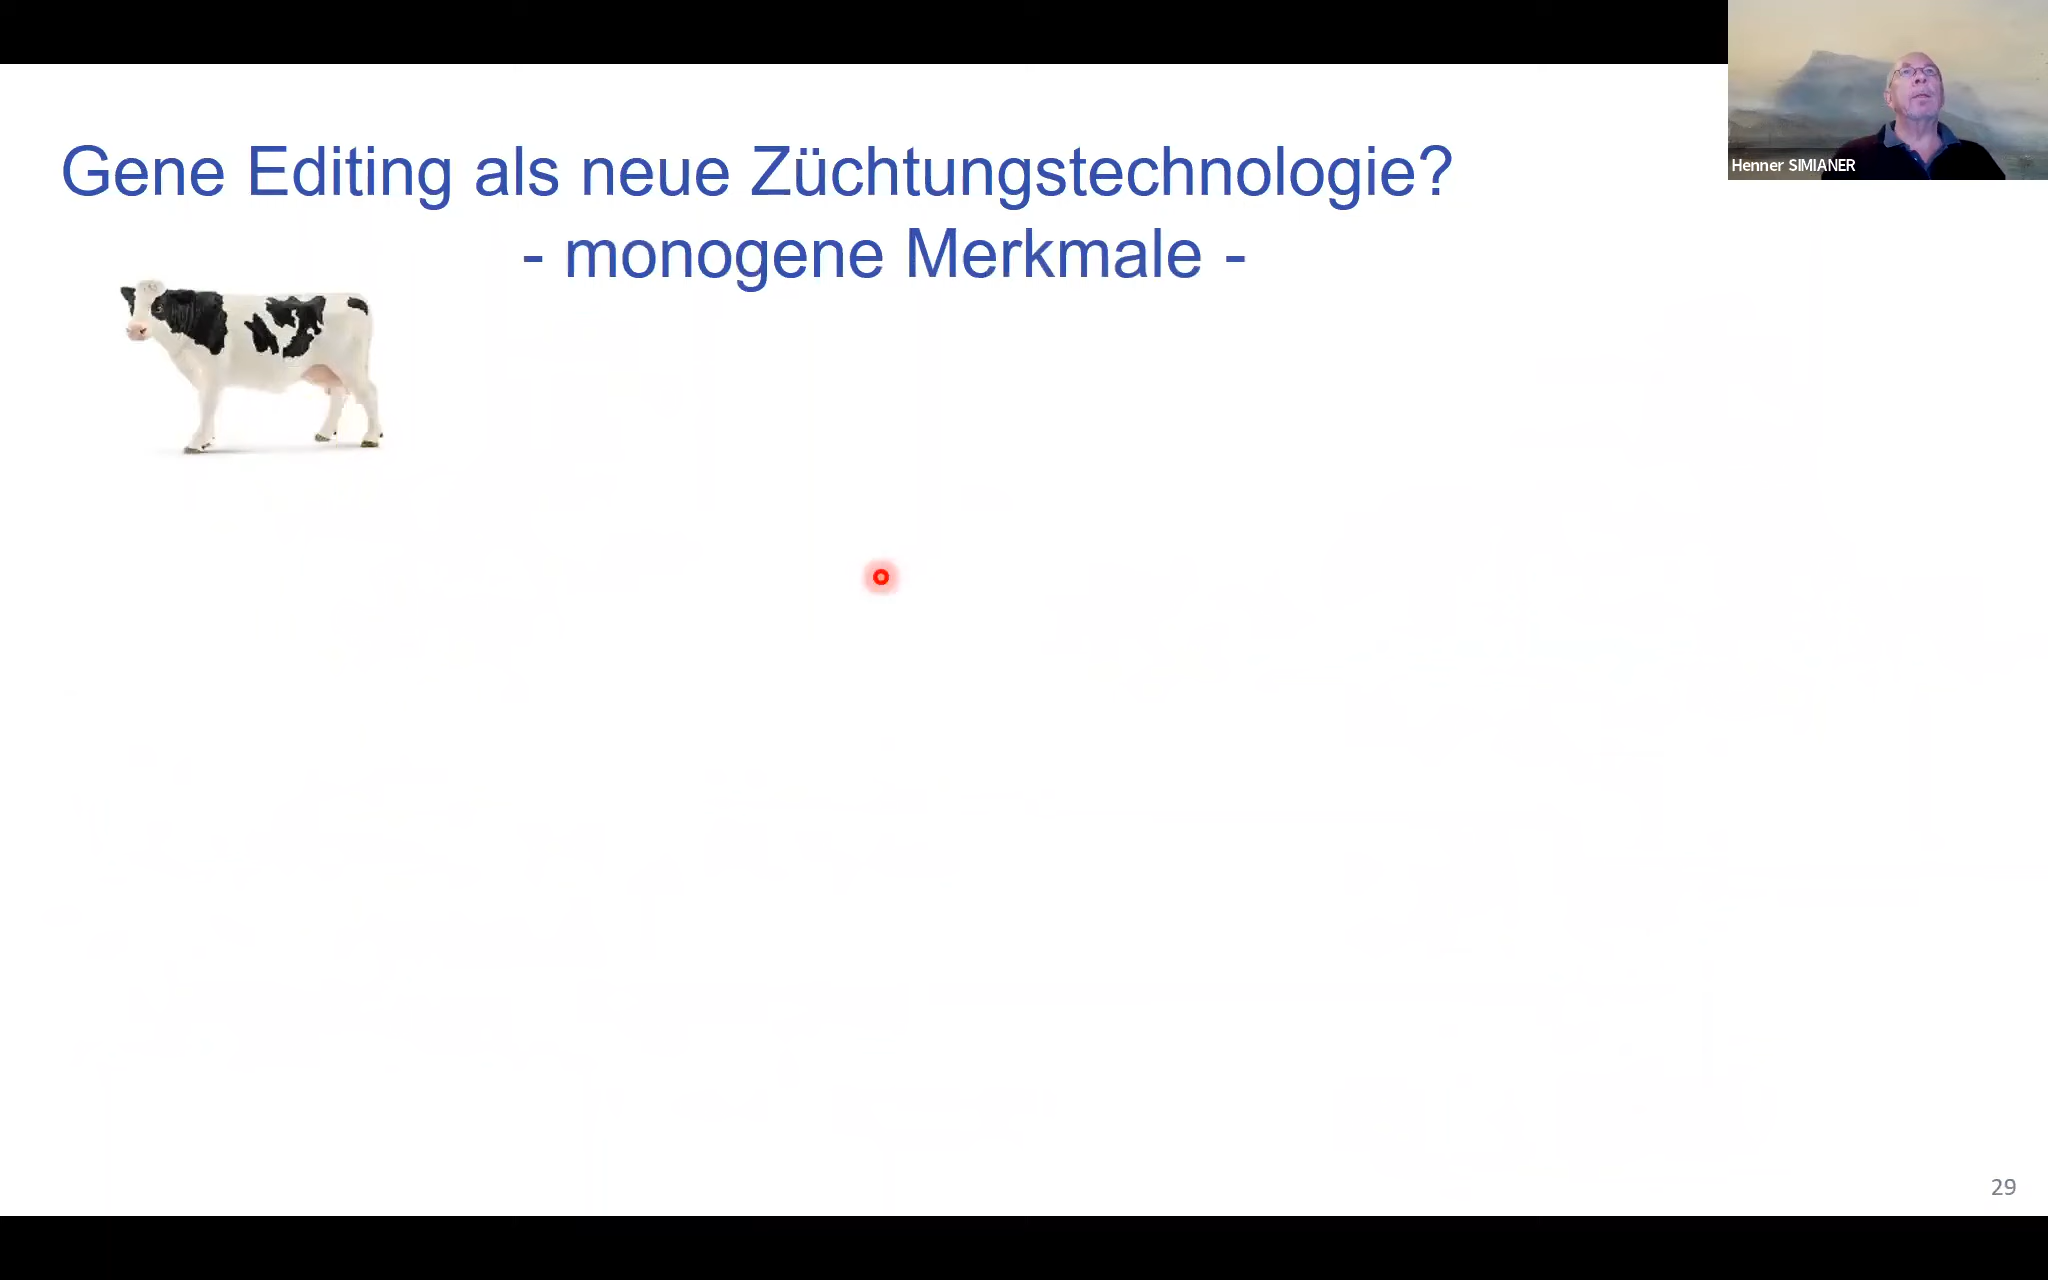 Gene Editing als neue Züchtungstechnologie?
- monogene Merkmale -
Henner SIMIANER
29